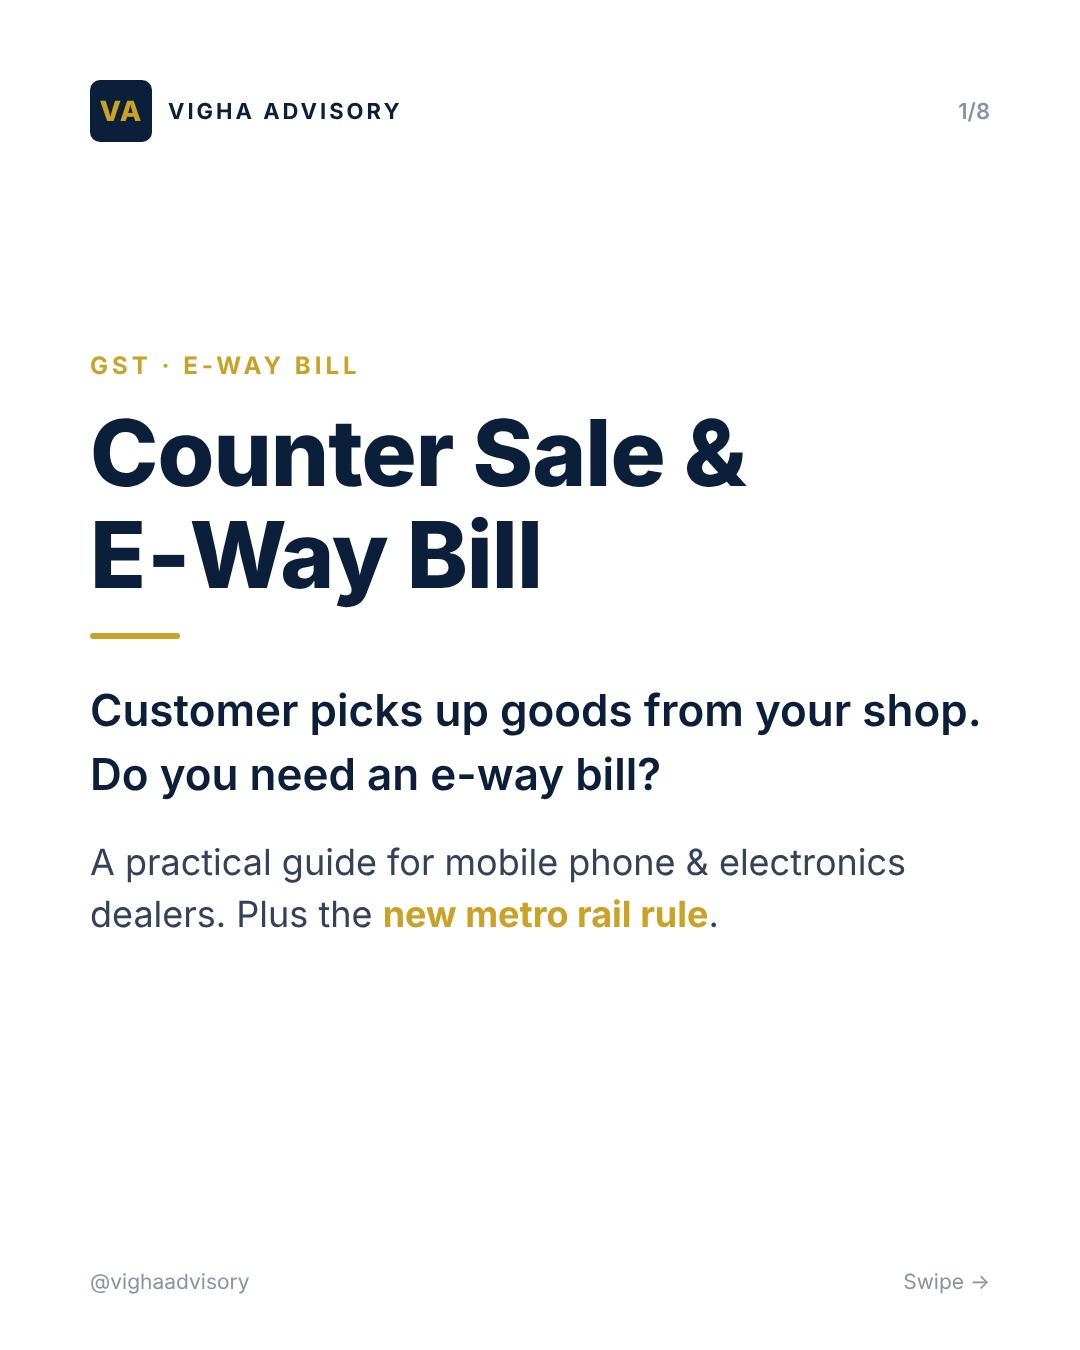 VA VIGHA ADVISORY 1/8
GST · E-WAY BILL
Counter Sale &
E-Way Bill
Customer picks up goods from your shop.
Do you need an e-way bill?
A practical guide for mobile phone & electronics
dealers. Plus the new metro rail rule.
@vighaadvisory Swipe →